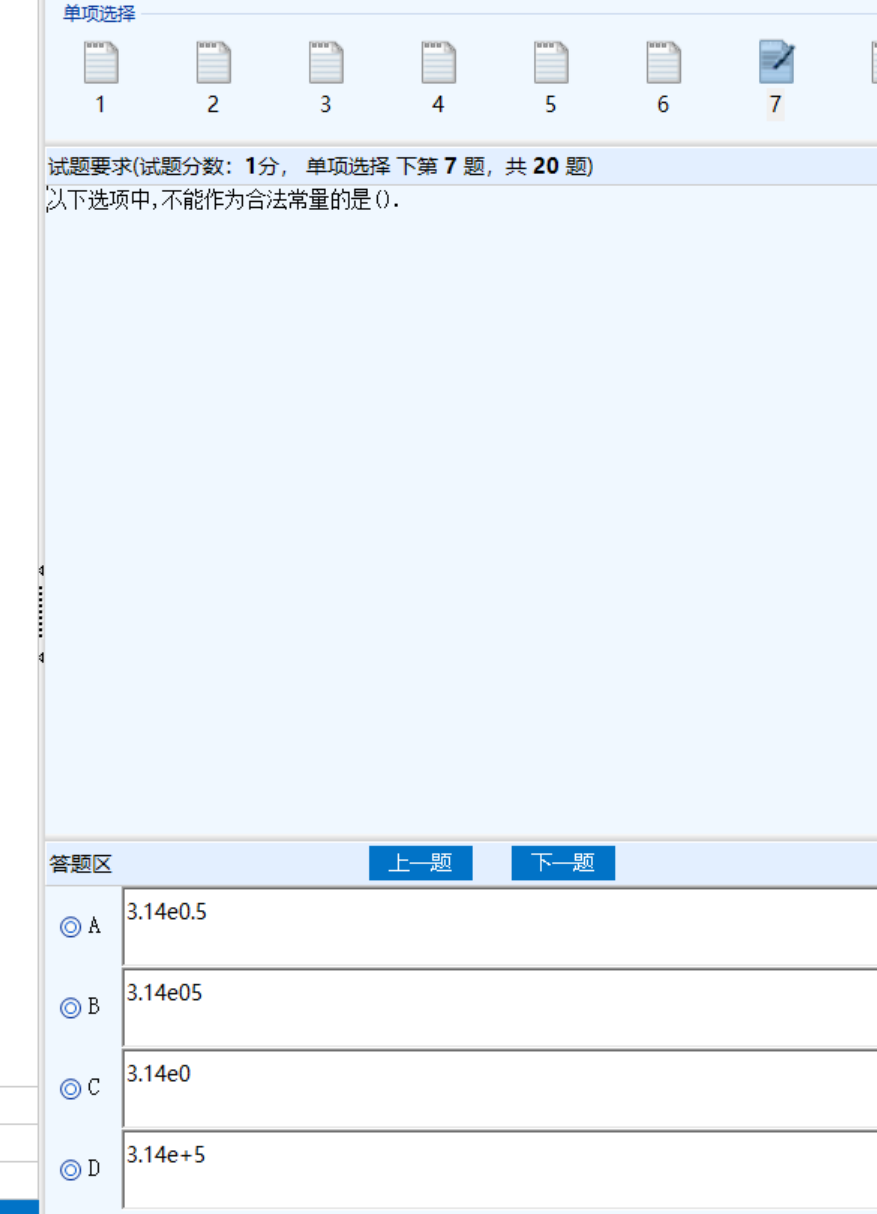 单项选择
1 2 3 4 5 6 7
试题要求(试题分数：1分， 单项选择 下第 7 题，共 20 题)
以下选项中,不能作为合法常量的是().
答题区 上一题 下一题
A 3.14e0.5
B 3.14e05
C 3.14e0
D 3.14e+5